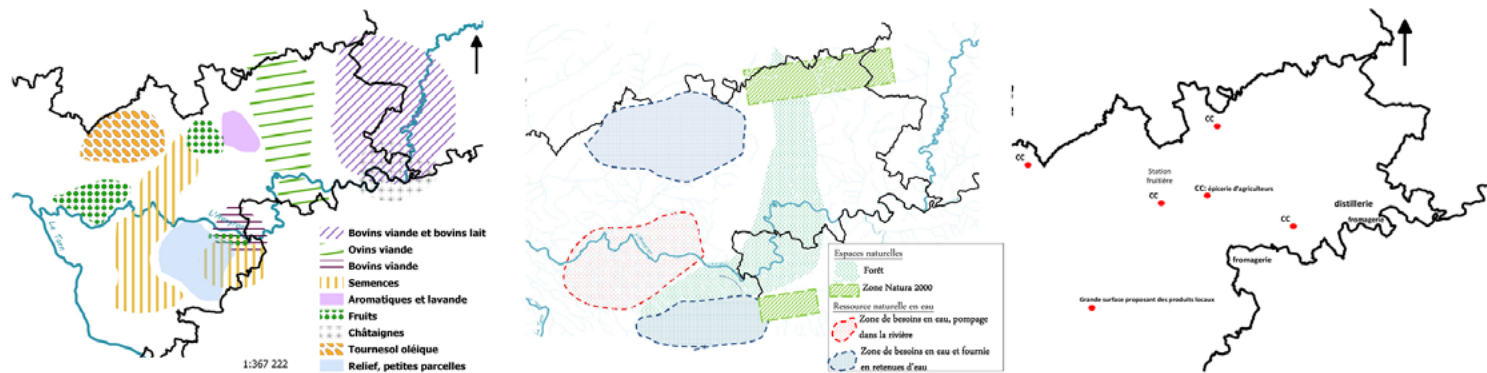 Le Tarn
Bovins viande et bovins lait
Ovins viande
Bovins viande
Semences
Aromatiques et lavande
Fruits
Châtaignes
Tournesol oléique
Relief, petites parcelles
1:367 222
Espaces naturelles
Forêt
Zone Natura 2000
Ressource naturelle en eau
Zone de besoins en eau, pompage
dans la rivière
Zone de besoins en eau et fournie
en retenues d'eau
CC
CC
Station
fruitière
CC
CC: épicerie d'agriculteurs
CC
distillerie
fromagerie
fromagerie
Grande surface proposant des produits locaux